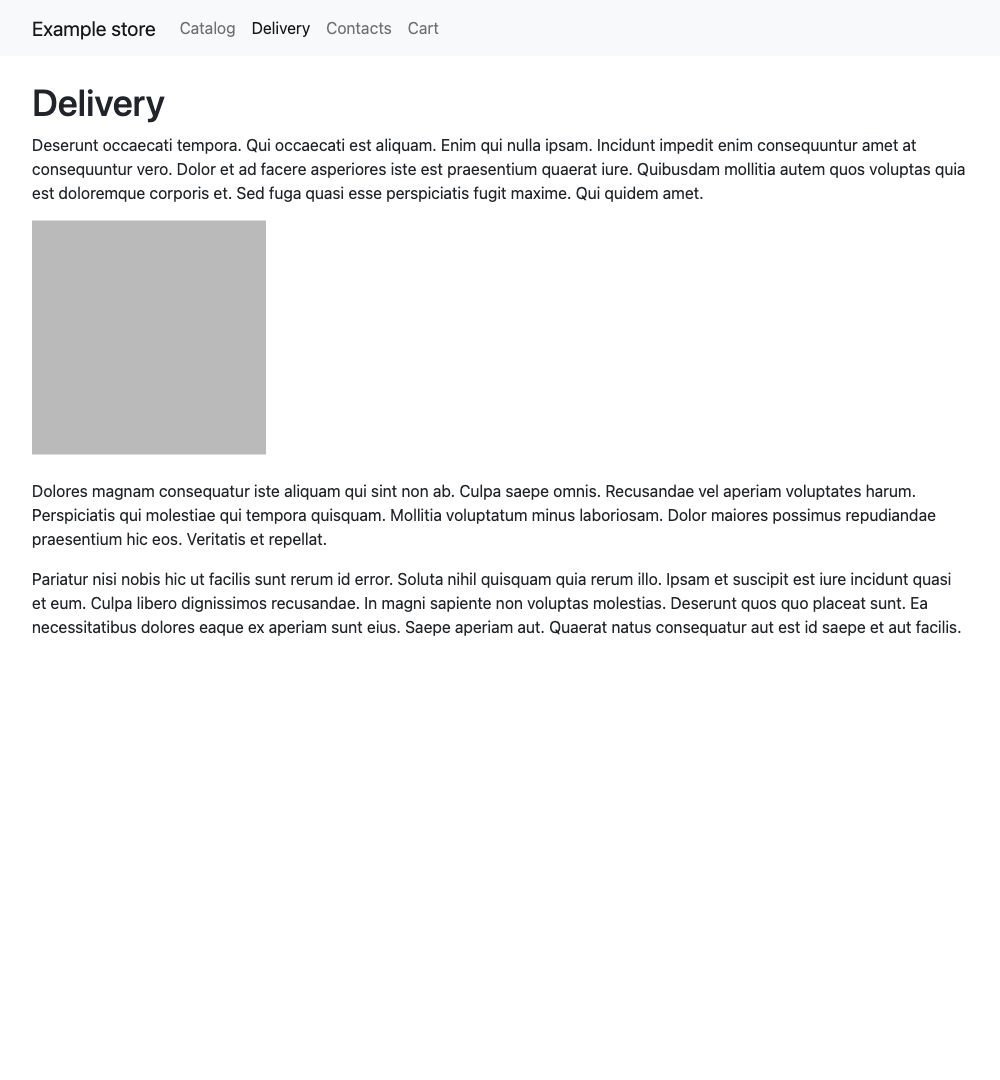 Example store Catalog Delivery Contacts Cart
Delivery
Deserunt occaecati tempora. Qui occaecati est aliquam. Enim qui nulla ipsam. Incidunt impedit enim consequuntur amet at
consequuntur vero. Dolor et ad facere asperiores iste est praesentium quaerat iure. Quibusdam mollitia autem quos voluptas quia
est doloremque corporis et. Sed fuga quasi esse perspiciatis fugit maxime. Qui quidem amet.
Dolores magnam consequatur iste aliquam qui sint non ab. Culpa saepe omnis. Recusandae vel aperiam voluptates harum.
Perspiciatis qui molestiae qui tempora quisquam. Mollitia voluptatum minus laboriosam. Dolor maiores possimus repudiandae
praesentium hic eos. Veritatis et repellat.
Pariatur nisi nobis hic ut facilis sunt rerum id error. Soluta nihil quisquam quia rerum illo. Ipsam et suscipit est iure incidunt quasi
et eum. Culpa libero dignissimos recusandae. In magni sapiente non voluptas molestias. Deserunt quos quo placeat sunt. Ea
necessitatibus dolores eaque ex aperiam sunt eius. Saepe aperiam aut. Quaerat natus consequatur aut est id saepe et aut facilis.